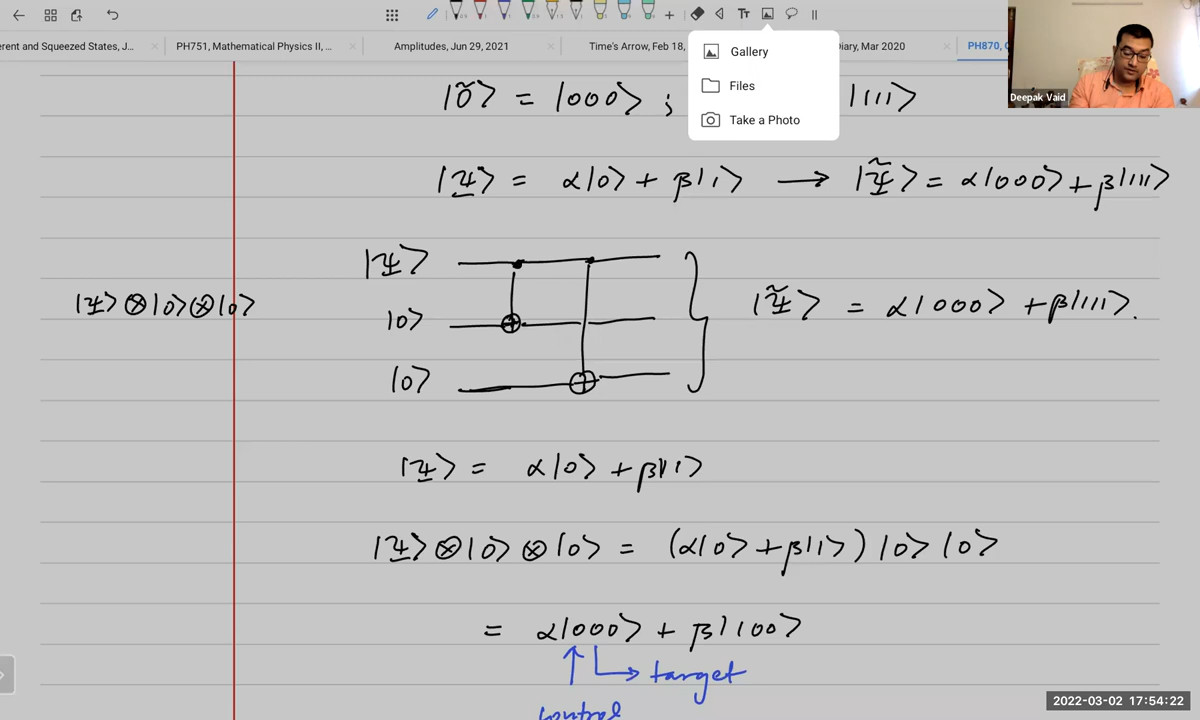 erent and Squeezed States, J... PH751, Mathematical Physics II, ... Amplitudes, Jun 29, 2021 Time's Arrow, Feb 18, Diary, Mar 2020 PH870,
Tт
Gallery
Files
Take a Photo
Deepak Vaid
|0̃⟩ = |000⟩ ; |111⟩
|Ψ⟩ = α|0⟩ + β|1⟩ → |Ψ̃⟩ = α|000⟩ + β|111⟩
|Ψ⟩
|Ψ⟩⊗|0⟩⊗|0⟩ |0⟩ |Ψ̃⟩ = α|000⟩ + β|111⟩.
|0⟩
|Ψ⟩ = α|0⟩ + β|1⟩
|Ψ⟩⊗|0⟩⊗|0⟩ = (α|0⟩ + β|1⟩)|0⟩|0⟩
= α|000⟩ + β|100⟩
target
control
2022-03-02 17:54:22